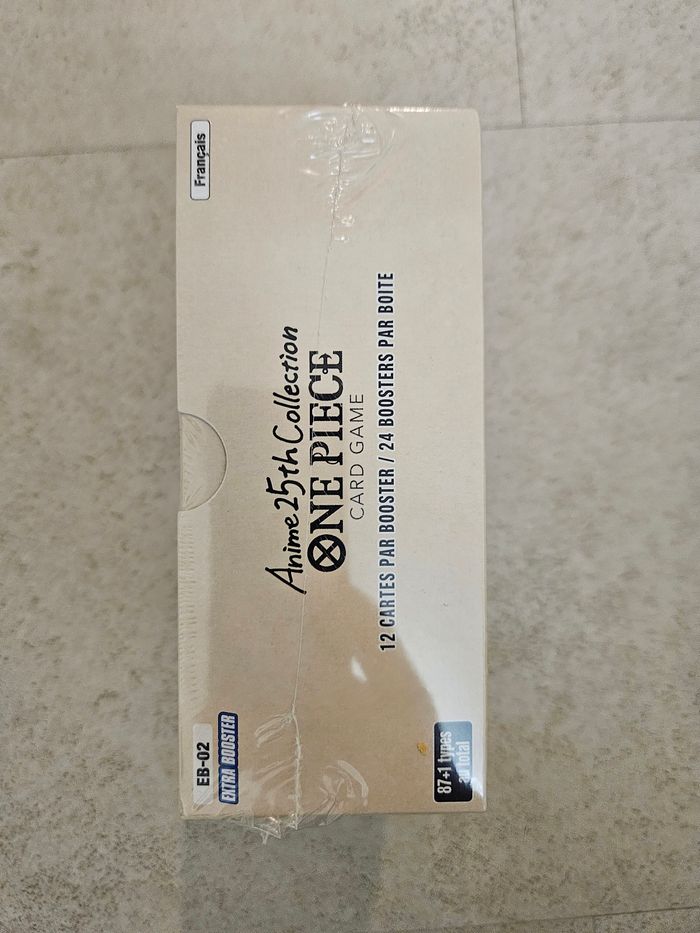 Français
EB-02
EXTRA BOOSTER
Anime 25th Collection
ONE PIECE
CARD GAME
12 CARTES PAR BOOSTER / 24 BOOSTERS PAR BOITE
87+1 types
au total